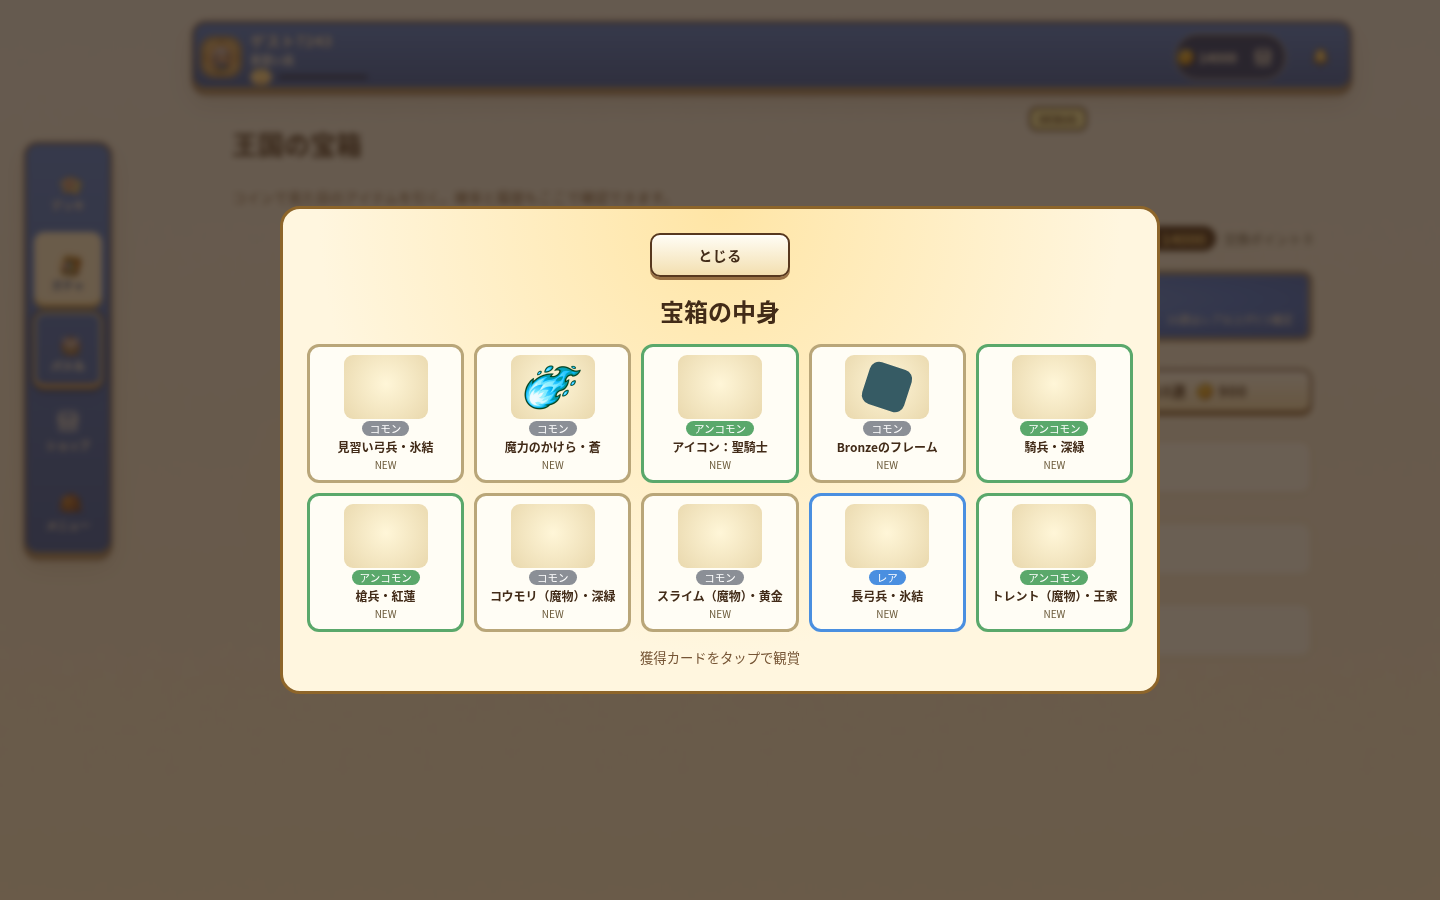 王国の宝箱
とじる
宝箱の中身
コモン
見習い弓兵・氷結
NEW
コモン
魔力のかけら・蒼
NEW
アンコモン
アイコン：聖騎士
NEW
コモン
Bronzeのフレーム
NEW
アンコモン
騎兵・深緑
NEW
アンコモン
槍兵・紅蓮
NEW
コモン
コウモリ（魔物）・深緑
NEW
コモン
スライム（魔物）・黄金
NEW
レア
長弓兵・氷結
NEW
アンコモン
トレント（魔物）・王家
NEW
獲得カードをタップで観賞